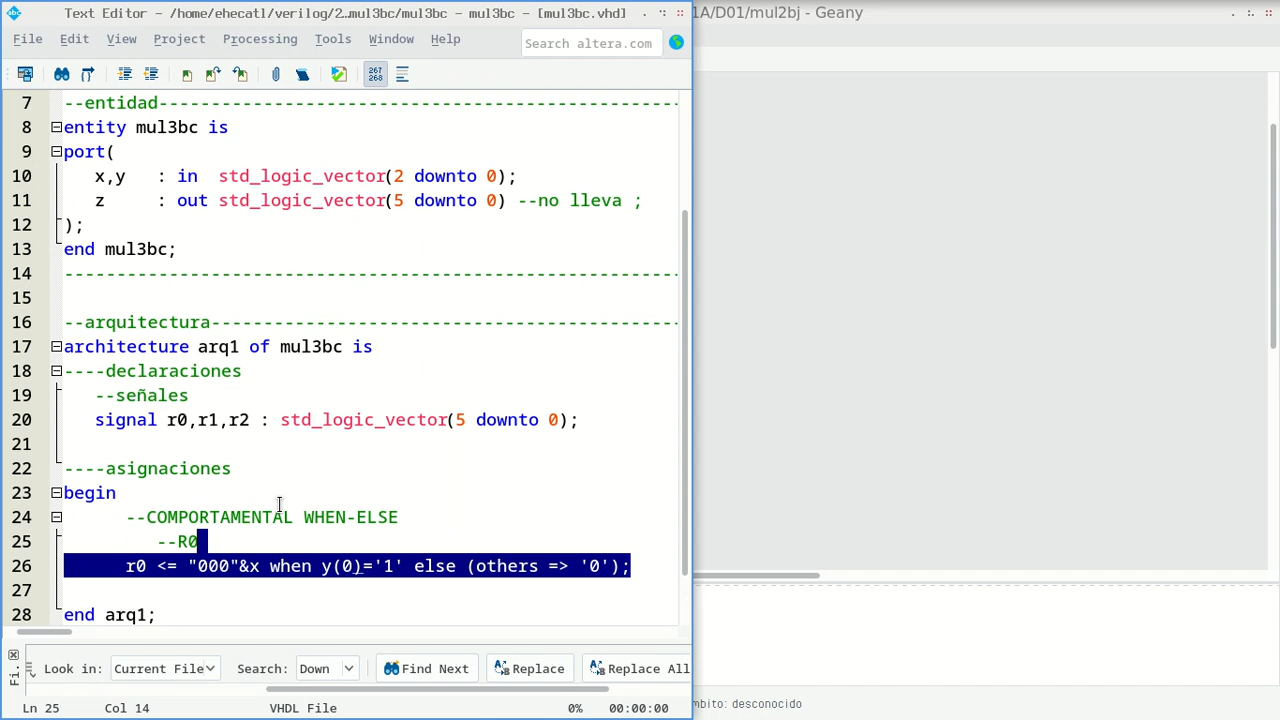 Text Editor - /home/ehecatl/verilog/2...mul3bc/mul3bc - mul3bc - [mul3bc.vhd]
1A/D01/mul2bj - Geany
File Edit View Project Processing Tools Window Help
Search altera.com
267
268
7 --entidad--------------------------------------------------
8 entity mul3bc is
9 port(
10 x,y : in std_logic_vector(2 downto 0);
11 z : out std_logic_vector(5 downto 0) --no lleva ;
12 );
13 end mul3bc;
14 -----------------------------------------------------------
15
16 --arquitectura---------------------------------------------
17 architecture arq1 of mul3bc is
18 ----declaraciones
19 --señales
20 signal r0,r1,r2 : std_logic_vector(5 downto 0);
21
22 ----asignaciones
23 begin
24 --COMPORTAMENTAL WHEN-ELSE
25 --R0
26 r0 <= "000"&x when y(0)='1' else (others => '0');
27
28 end arq1;
Fi...
Look in: Current File Search: Down Find Next Replace Replace All
Ln 25 Col 14 VHDL File 0% 00:00:00
mbito: desconocido